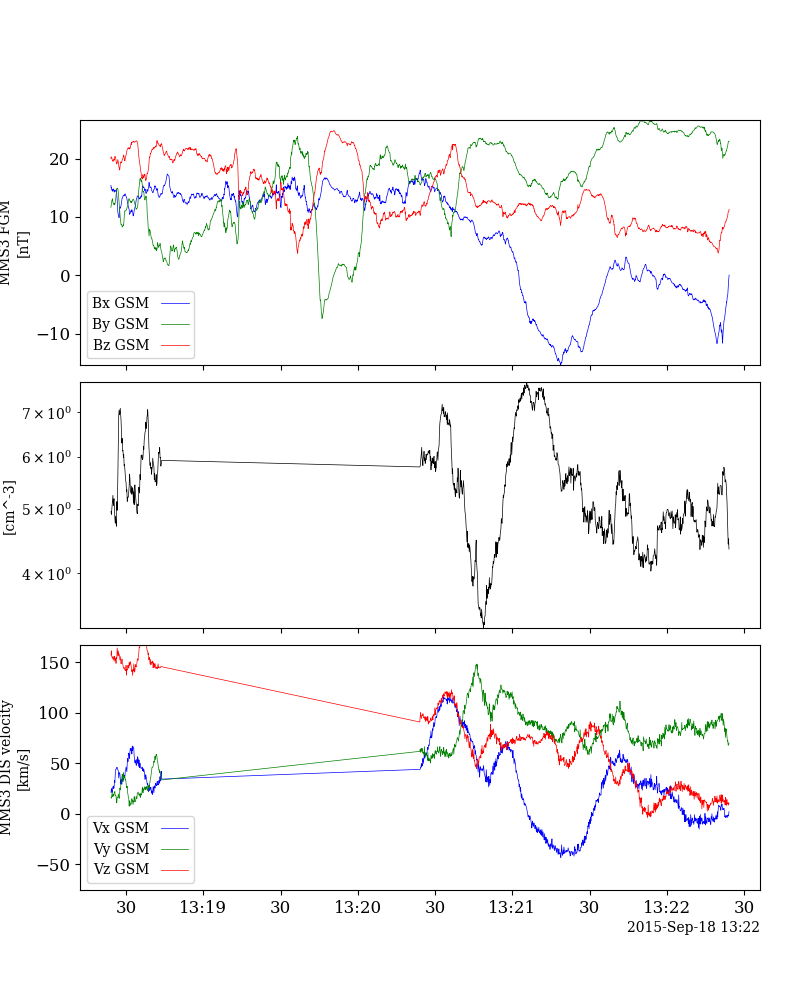 MMS3 FGM
[nT]
20
10
0
−10
Bx GSM
By GSM
Bz GSM
[cm^-3]
7 × 10⁰
6 × 10⁰
5 × 10⁰
4 × 10⁰
MMS3 DIS velocity
[km/s]
150
100
50
0
−50
Vx GSM
Vy GSM
Vz GSM
30 13:19 30 13:20 30 13:21 30 13:22 30
2015-Sep-18 13:22